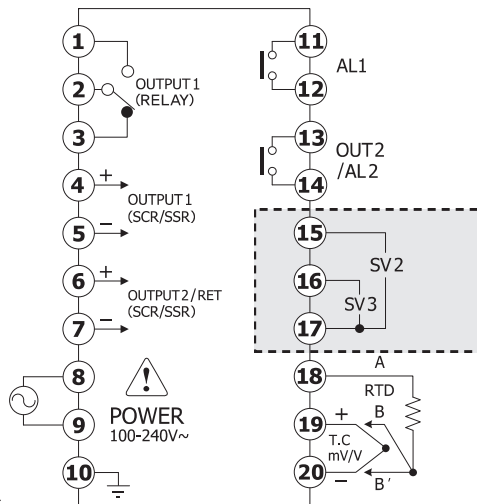 1
2
3
OUTPUT 1
(RELAY)
4
+
5
−
OUTPUT 1
(SCR/SSR)
6
+
7
−
OUTPUT 2/RET
(SCR/SSR)
8
9
!
POWER
100-240V~
10
11
12
AL1
13
14
OUT2
/AL2
15
16
17
SV2
SV3
18
A
RTD
19
+
B
T.C
mV/V
20
−
B'